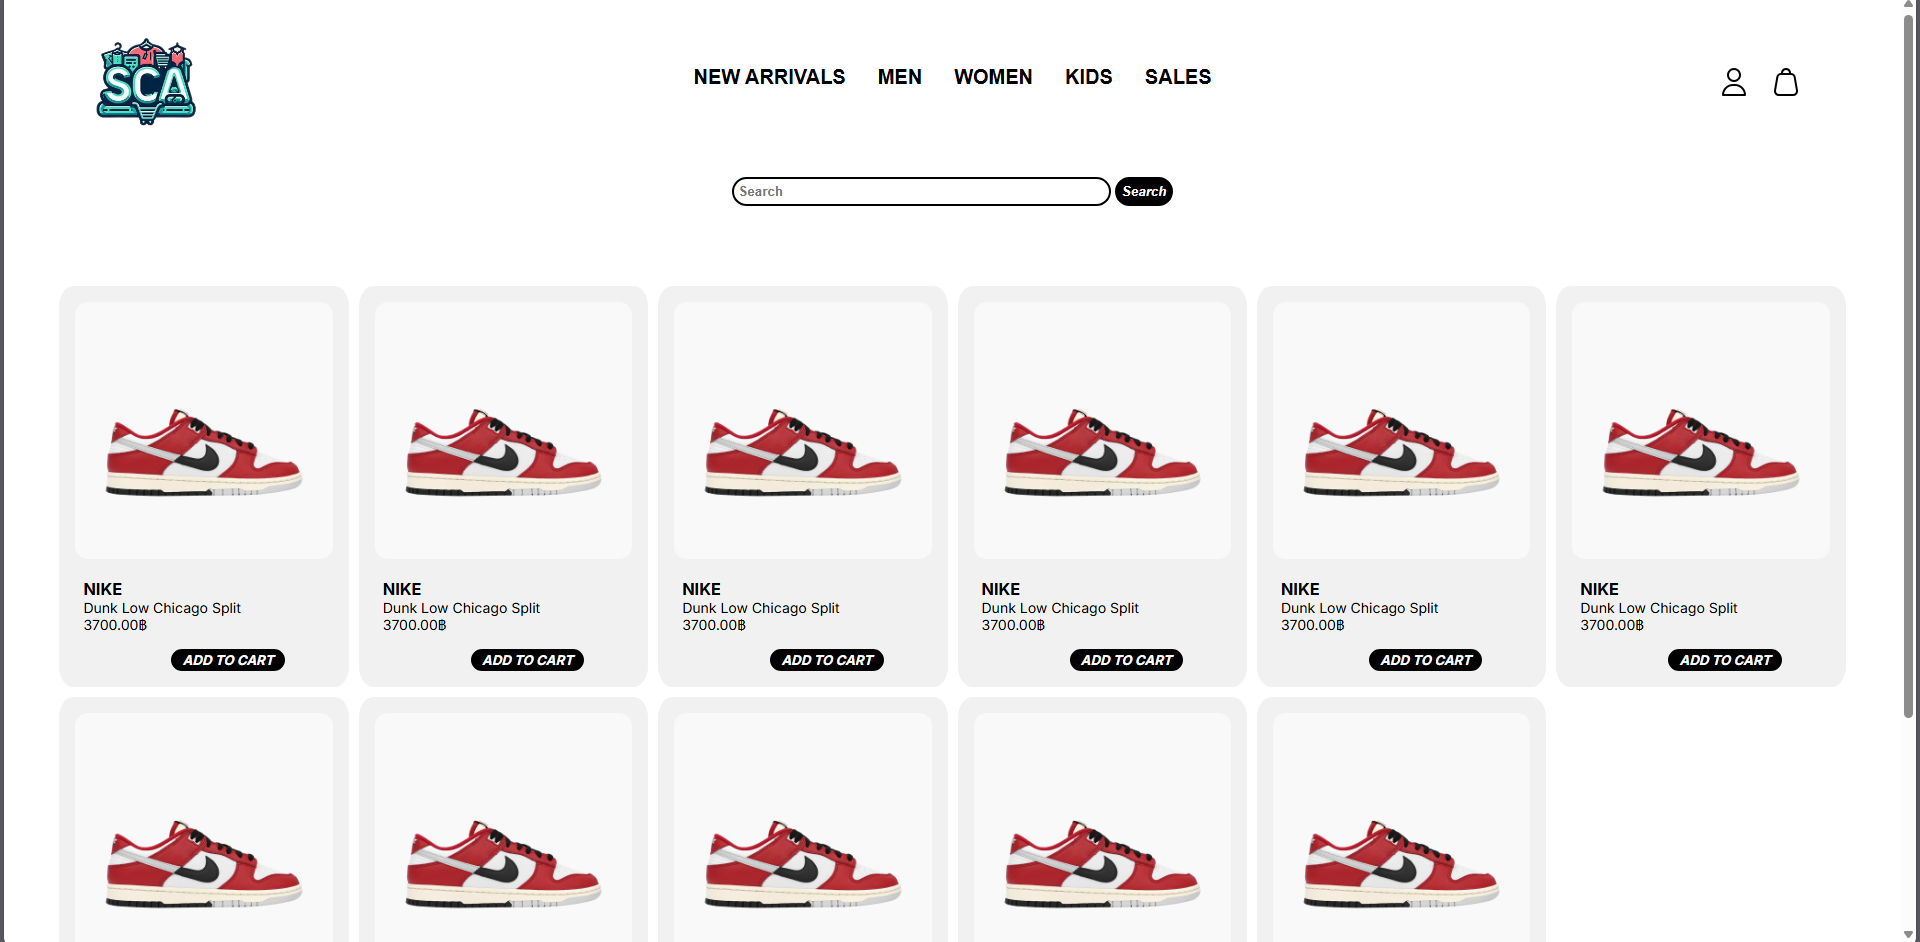 SCA
NEW ARRIVALS MEN WOMEN KIDS SALES
Search Search
NIKE NIKE NIKE NIKE NIKE NIKE
Dunk Low Chicago Split Dunk Low Chicago Split Dunk Low Chicago Split Dunk Low Chicago Split Dunk Low Chicago Split Dunk Low Chicago Split
3700.00฿ 3700.00฿ 3700.00฿ 3700.00฿ 3700.00฿ 3700.00฿
ADD TO CART ADD TO CART ADD TO CART ADD TO CART ADD TO CART ADD TO CART